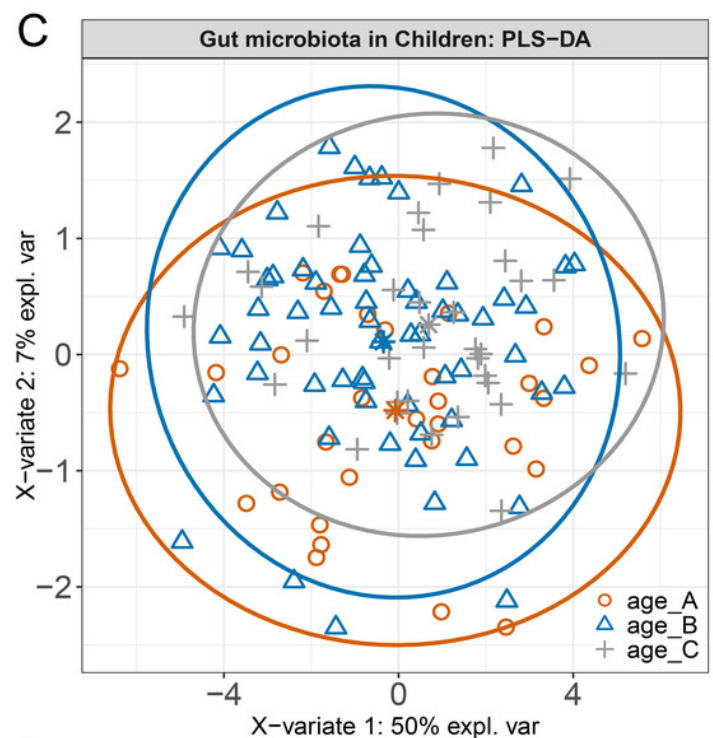 C
Gut microbiota in Children: PLS−DA
X−variate 2: 7% expl. var
2
1
0
−1
−2
age_A
age_B
age_C
−4 0 4
X−variate 1: 50% expl. var